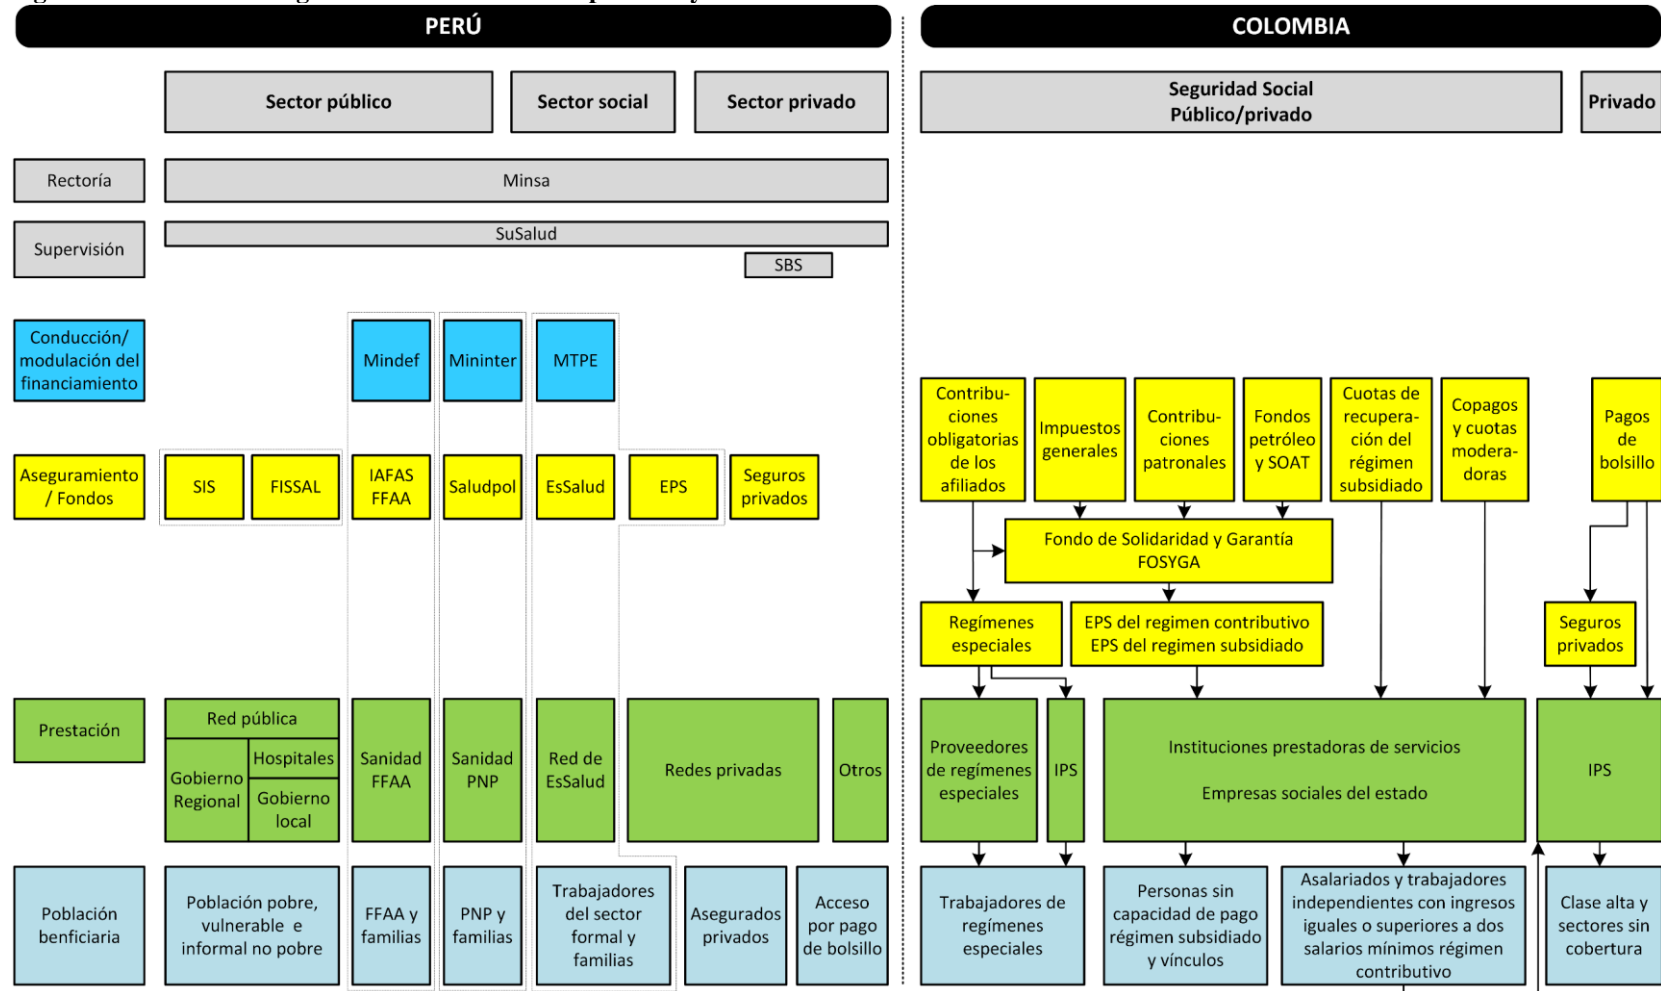 PERÚ
COLOMBIA
Sector público
Sector social
Sector privado
Seguridad Social
Público/privado
Privado
Rectoría
Minsa
Supervisión
SuSalud
SBS
Conducción/
modulación del
financiamiento
Mindef
Mininter
MTPE
Contribu-
ciones
obligatorias
de los
afiliados
Impuestos
generales
Contribu-
ciones
patronales
Fondos
petróleo
y SOAT
Cuotas de
recupera-
ción del
régimen
subsidiado
Copagos
y cuotas
modera-
doras
Pagos
de
bolsillo
Aseguramiento
/ Fondos
SIS
FISSAL
IAFAS
FFAA
Saludpol
EsSalud
EPS
Seguros
privados
Fondo de Solidaridad y Garantía
FOSYGA
Regímenes
especiales
EPS del regimen contributivo
EPS del regimen subsidiado
Seguros
privados
Prestación
Red pública
Gobierno
Regional
Hospitales
Gobierno
local
Sanidad
FFAA
Sanidad
PNP
Red de
EsSalud
Redes privadas
Otros
Proveedores
de regímenes
especiales
IPS
Instituciones prestadoras de servicios
Empresas sociales del estado
IPS
Población
benficiaria
Población pobre,
vulnerable e
informal no pobre
FFAA y
familias
PNP y
familias
Trabajadores
del sector
formal y
familias
Asegurados
privados
Acceso
por pago
de bolsillo
Trabajadores de
regímenes
especiales
Personas sin
capacidad de pago
régimen subsidiado
y vínculos
Asalariados y trabajadores
independientes con ingresos
iguales o superiores a dos
salarios mínimos régimen
contributivo
Clase alta y
sectores sin
cobertura